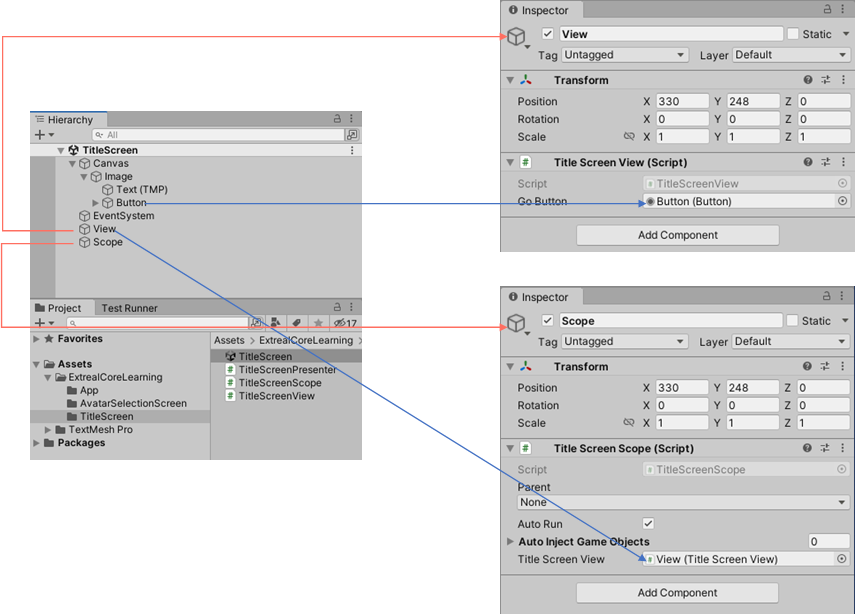 Inspector
View
Static
Tag Untagged Layer Default
Transform
Position X 330 Y 248 Z 0
Rotation X 0 Y 0 Z 0
Scale X 1 Y 1 Z 1
Title Screen View (Script)
Script TitleScreenView
Go Button Button (Button)
Add Component
Hierarchy
All
TitleScreen
Canvas
Image
Text (TMP)
Button
EventSystem
View
Scope
Project Test Runner
17
Favorites
Assets
ExtrealCoreLearning
App
AvatarSelectionScreen
TitleScreen
TextMesh Pro
Packages
Assets > ExtrealCoreLearning >
TitleScreen
TitleScreenPresenter
TitleScreenScope
TitleScreenView
Inspector
Scope
Static
Tag Untagged Layer Default
Transform
Position X 330 Y 248 Z 0
Rotation X 0 Y 0 Z 0
Scale X 1 Y 1 Z 1
Title Screen Scope (Script)
Script TitleScreenScope
Parent
None
Auto Run
Auto Inject Game Objects 0
Title Screen View View (Title Screen View)
Add Component